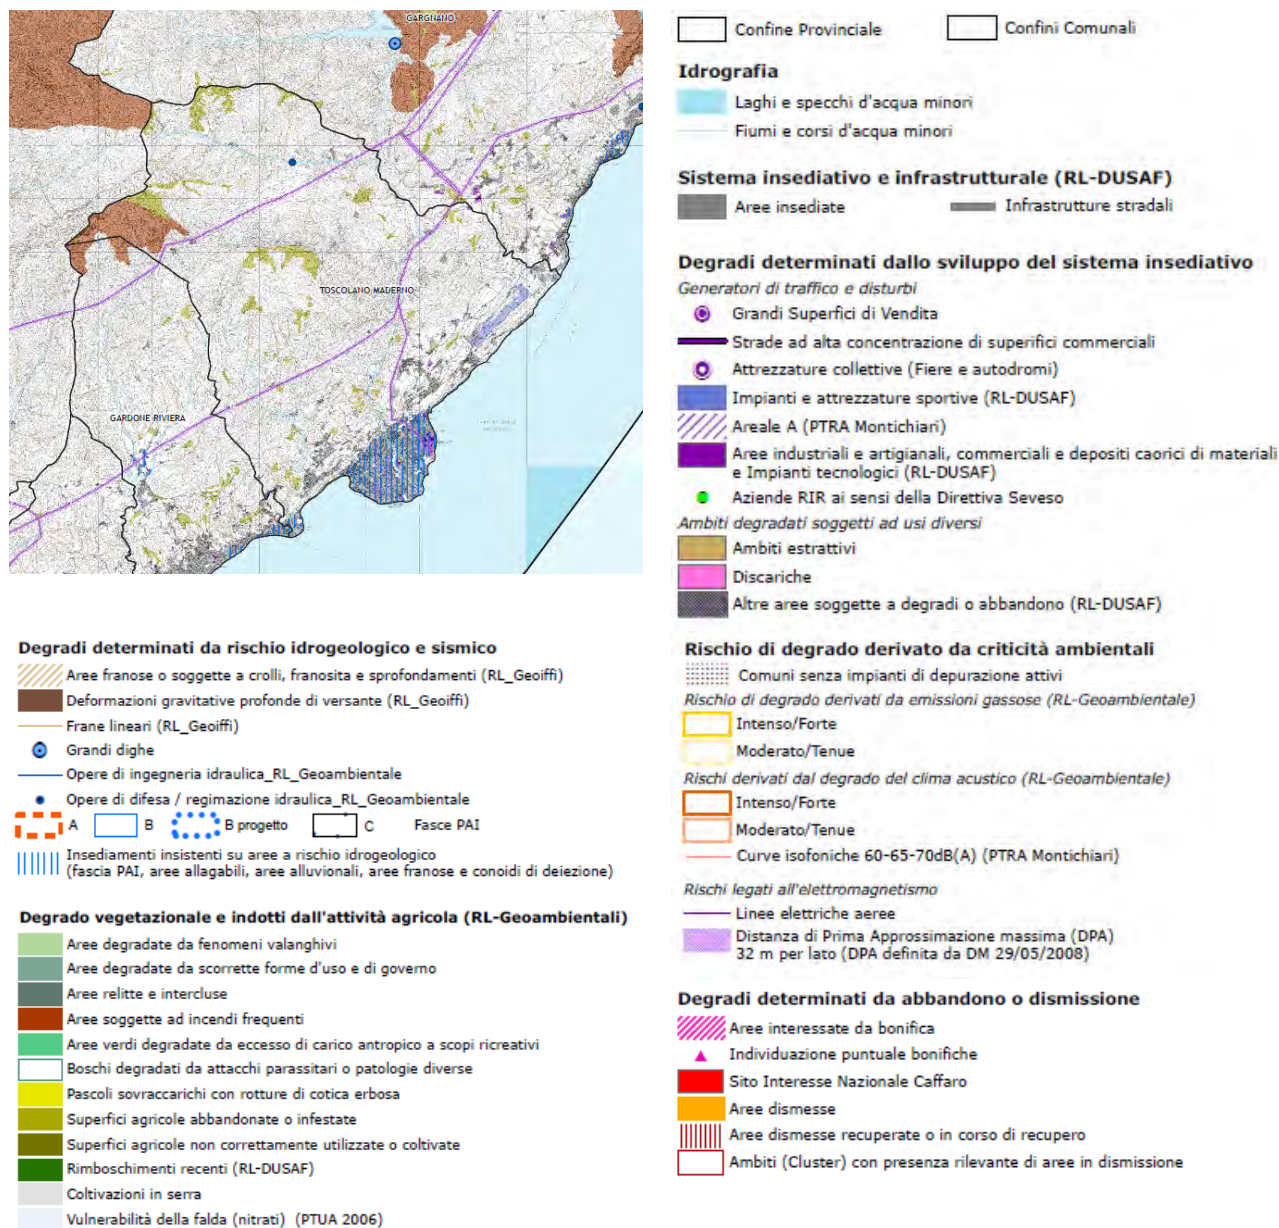 GARGNANO
TOSCOLANO MADERNO
GARDONE RIVIERA
Confine Provinciale
Confini Comunali
Idrografia
Laghi e specchi d'acqua minori
Fiumi e corsi d'acqua minori
Sistema insediativo e infrastrutturale (RL-DUSAF)
Aree insediate
Infrastrutture stradali
Degradi determinati dallo sviluppo del sistema insediativo
Generatori di traffico e disturbi
Grandi Superfici di Vendita
Strade ad alta concentrazione di superifici commerciali
Attrezzature collettive (Fiere e autodromi)
Impianti e attrezzature sportive (RL-DUSAF)
Areale A (PTRA Montichiari)
Aree industriali e artigianali, commerciali e depositi caorici di materiali
e Impianti tecnologici (RL-DUSAF)
Aziende RIR ai sensi della Direttiva Seveso
Ambiti degradati soggetti ad usi diversi
Ambiti estrattivi
Discariche
Altre aree soggette a degradi o abbandono (RL-DUSAF)
Degradi determinati da rischio idrogeologico e sismico
Aree franose o soggette a crolli, franosita e sprofondamenti (RL_Geoiffi)
Deformazioni gravitative profonde di versante (RL_Geoiffi)
Frane lineari (RL_Geoiffi)
Grandi dighe
Opere di ingegneria idraulica_RL_Geoambientale
Opere di difesa / regimazione idraulica_RL_Geoambientale
A B B progetto C Fasce PAI
Insediamenti insistenti su aree a rischio idrogeologico
(fascia PAI, aree allagabili, aree alluvionali, aree franose e conoidi di deiezione)
Degrado vegetazionale e indotti dall'attività agricola (RL-Geoambientali)
Aree degradate da fenomeni valanghivi
Aree degradate da scorrette forme d'uso e di governo
Aree relitte e intercluse
Aree soggette ad incendi frequenti
Aree verdi degradate da eccesso di carico antropico a scopi ricreativi
Boschi degradati da attacchi parassitari o patologie diverse
Pascoli sovraccarichi con rotture di cotica erbosa
Superfici agricole abbandonate o infestate
Superfici agricole non correttamente utilizzate o coltivate
Rimboschimenti recenti (RL-DUSAF)
Coltivazioni in serra
Vulnerabilità della falda (nitrati) (PTUA 2006)
Rischio di degrado derivato da criticità ambientali
Comuni senza impianti di depurazione attivi
Rischio di degrado derivati da emissioni gassose (RL-Geoambientale)
Intenso/Forte
Moderato/Tenue
Rischi derivati dal degrado del clima acustico (RL-Geoambientale)
Intenso/Forte
Moderato/Tenue
Curve isofoniche 60-65-70dB(A) (PTRA Montichiari)
Rischi legati all'elettromagnetismo
Linee elettriche aeree
Distanza di Prima Approssimazione massima (DPA)
32 m per lato (DPA definita da DM 29/05/2008)
Degradi determinati da abbandono o dismissione
Aree interessate da bonifica
Individuazione puntuale bonifiche
Sito Interesse Nazionale Caffaro
Aree dismesse
Aree dismesse recuperate o in corso di recupero
Ambiti (Cluster) con presenza rilevante di aree in dismissione